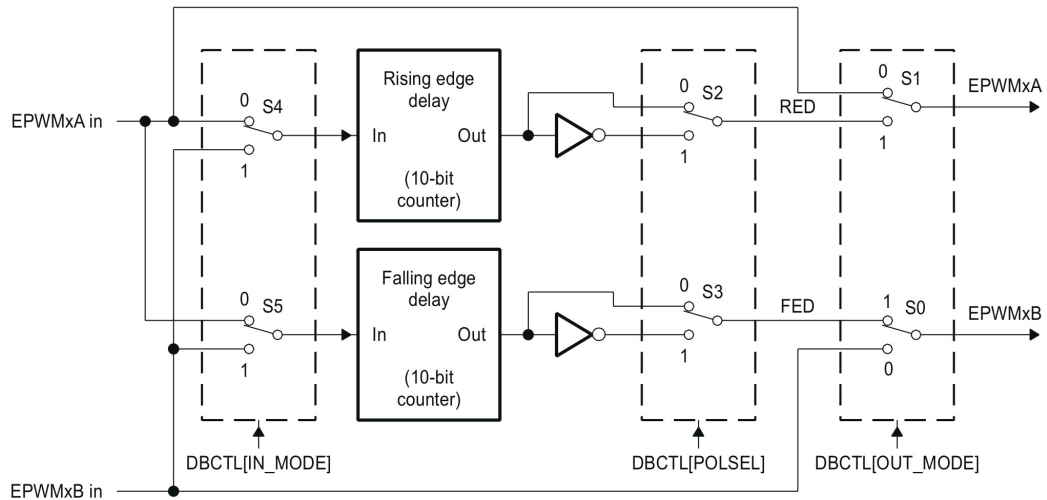 EPWMxA in
0
S4
1
Rising edge
delay
In
Out
(10-bit
counter)
0
S2
1
RED
0
S1
1
EPWMxA
0
S5
1
Falling edge
delay
In
Out
(10-bit
counter)
0
S3
1
FED
1
S0
0
EPWMxB
DBCTL[IN_MODE]
DBCTL[POLSEL]
DBCTL[OUT_MODE]
EPWMxB in